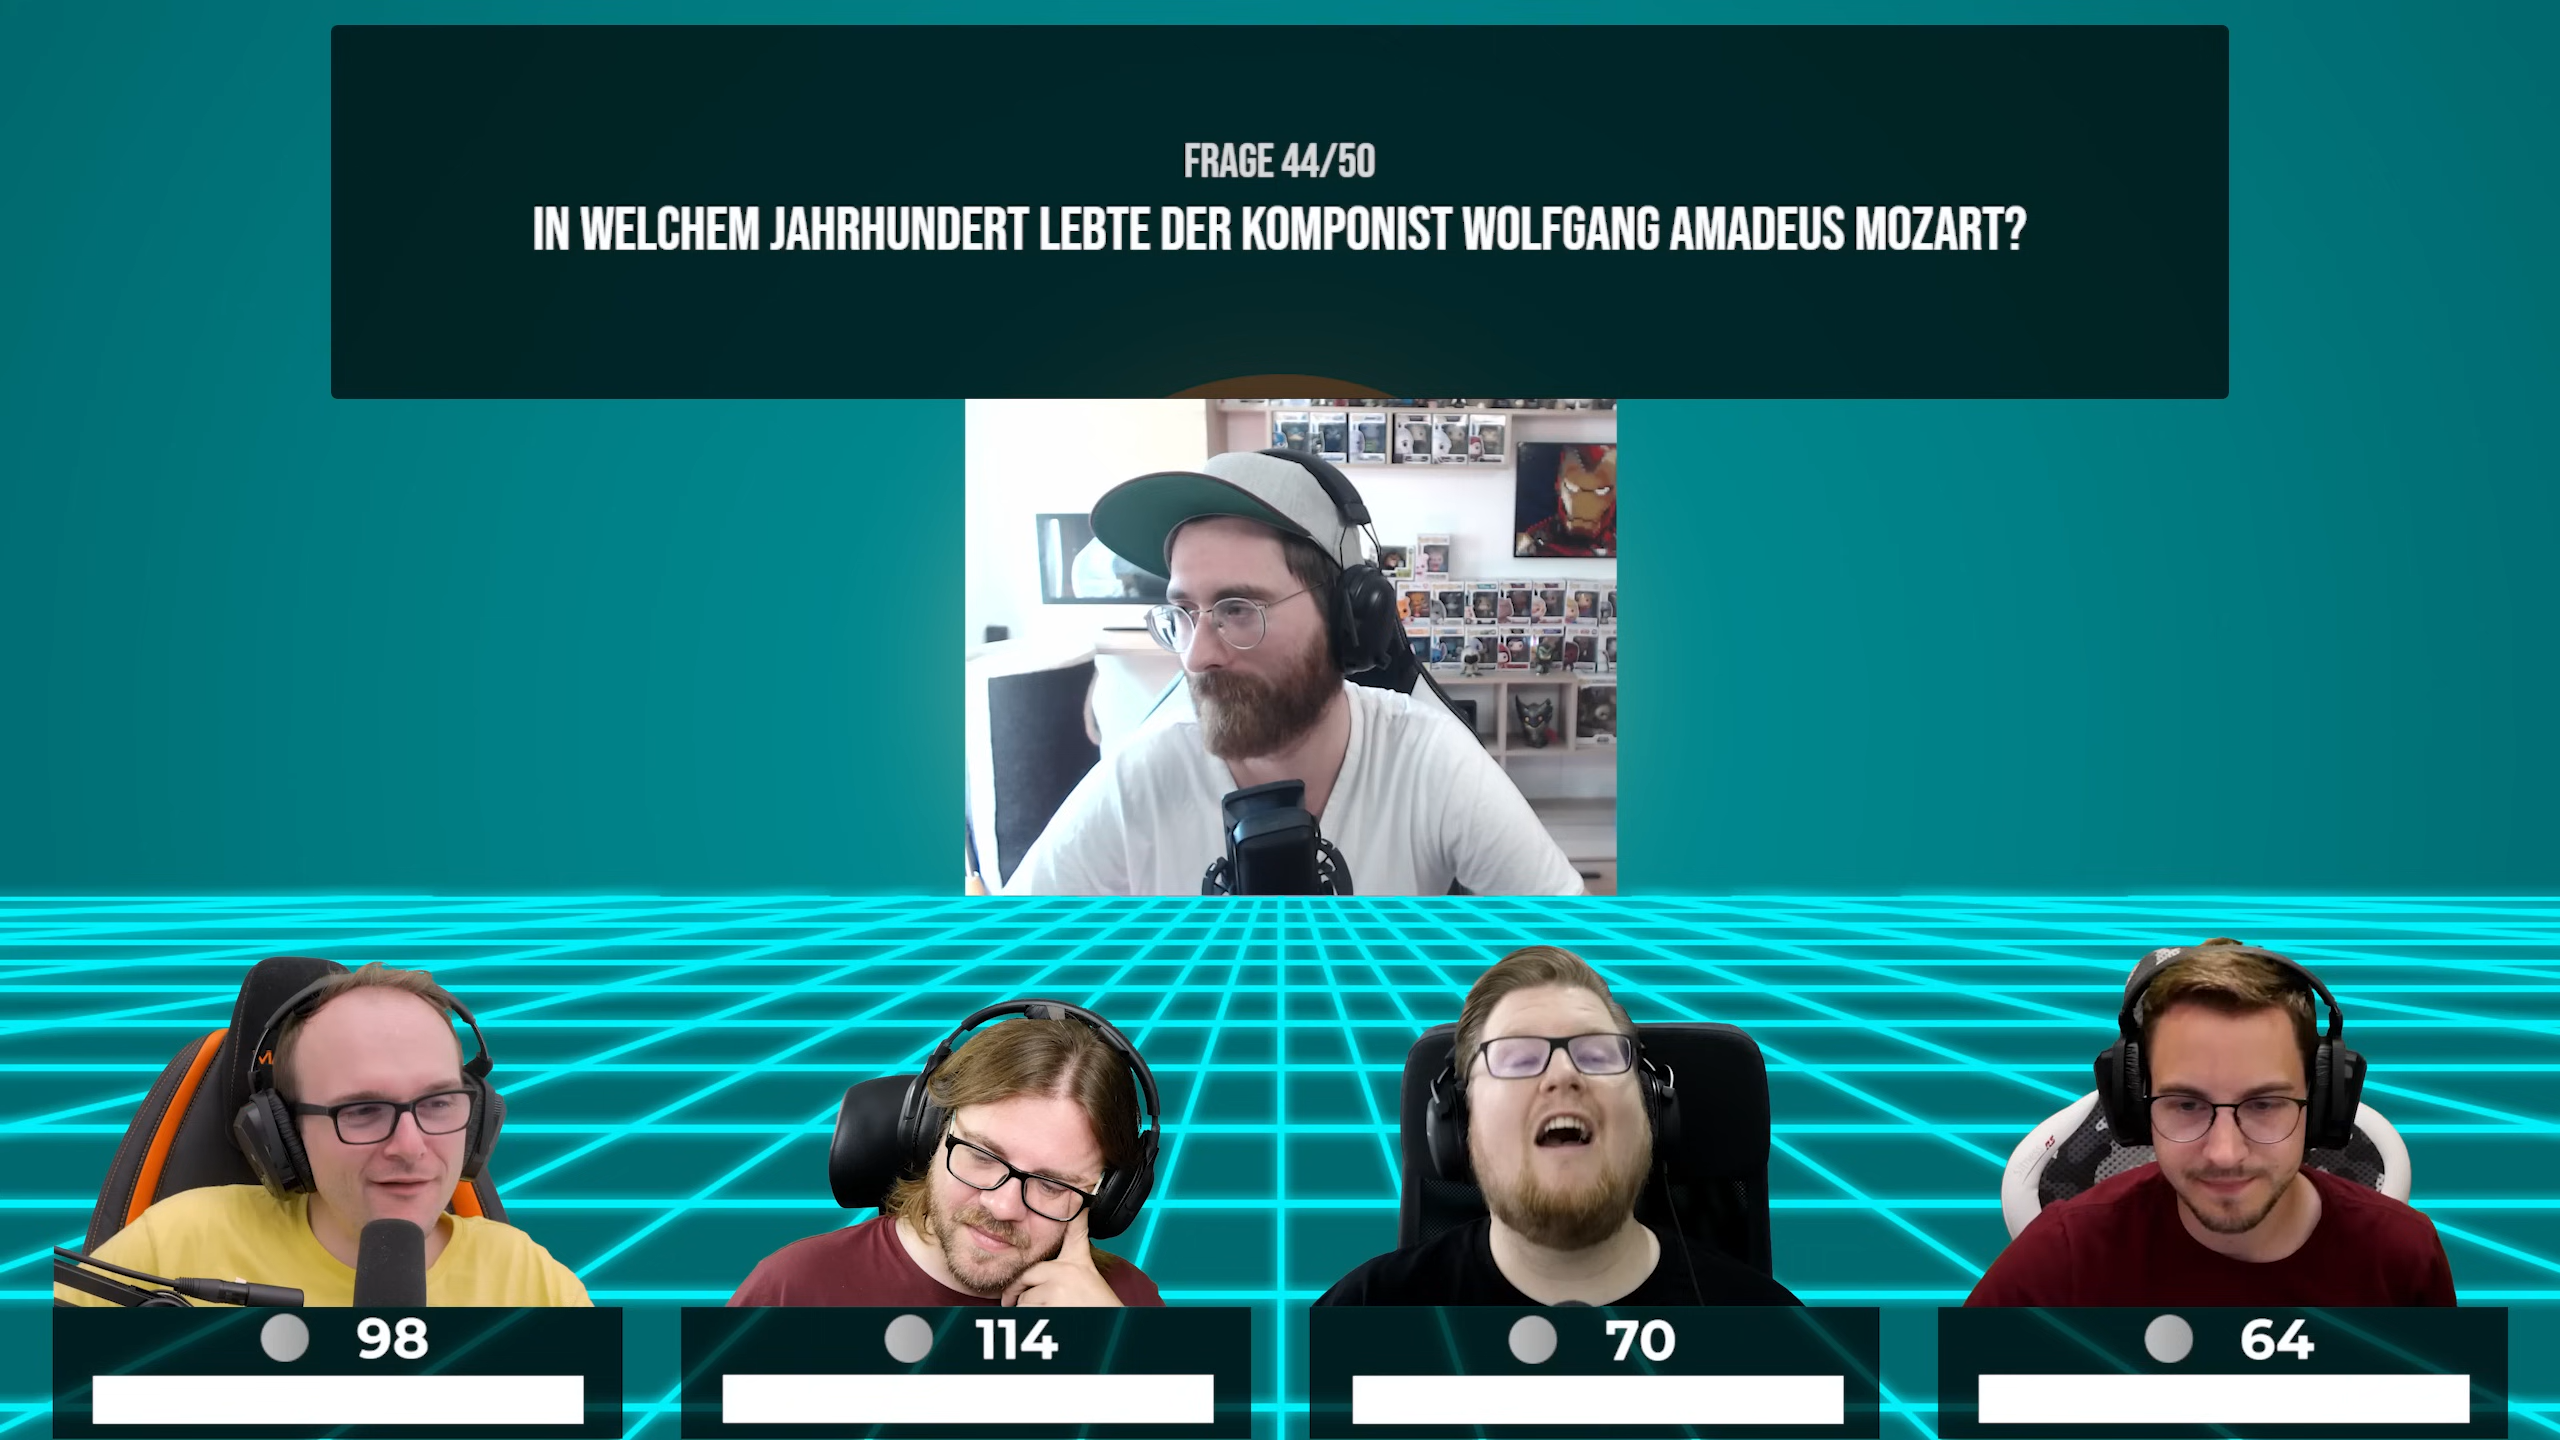 FRAGE 44/50
IN WELCHEM JAHRHUNDERT LEBTE DER KOMPONIST WOLFGANG AMADEUS MOZART?
98
114
70
64